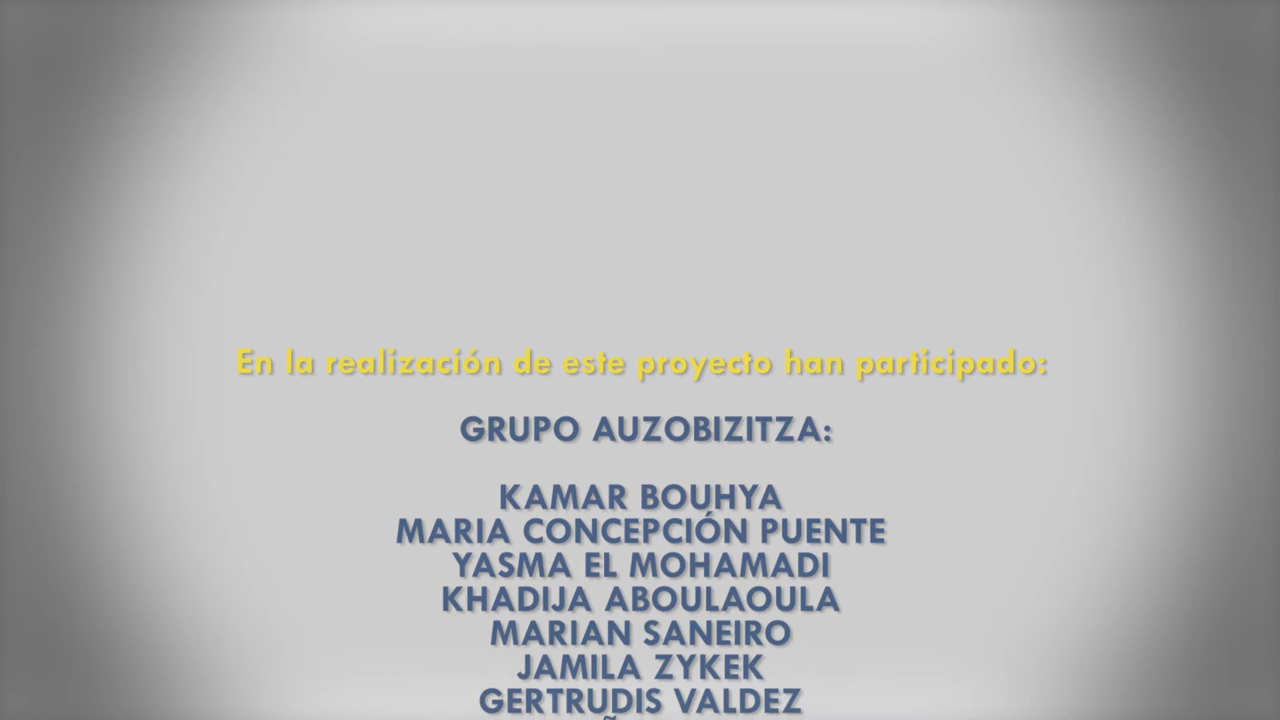 En la realización de este proyecto han participado:
GRUPO AUZOBIZITZA:
KAMAR BOUHYA
MARIA CONCEPCIÓN PUENTE
YASMA EL MOHAMADI
KHADIJA ABOULAOULA
MARIAN SANEIRO
JAMILA ZYKEK
GERTRUDIS VALDEZ